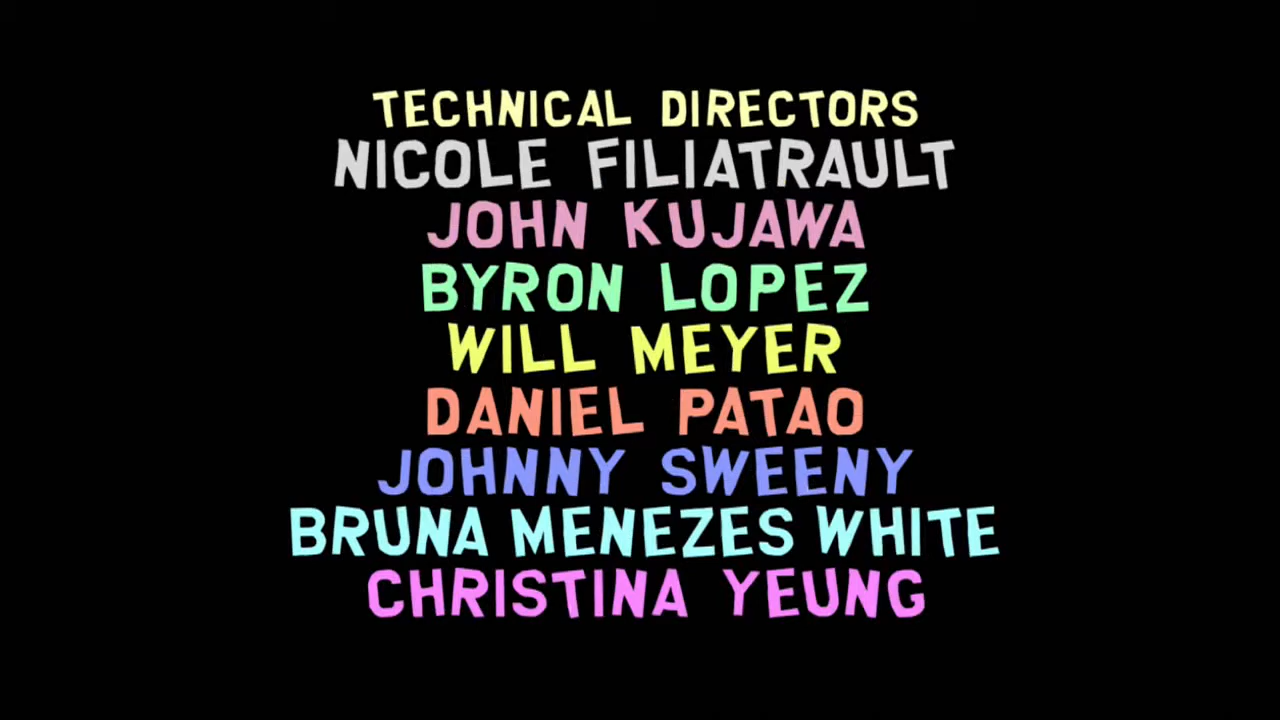 TECHNICAL DIRECTORS
NICOLE FILIATRAULT
JOHN KUJAWA
BYRON LOPEZ
WILL MEYER
DANIEL PATAO
JOHNNY SWEENY
BRUNA MENEZES WHITE
CHRISTINA YEUNG